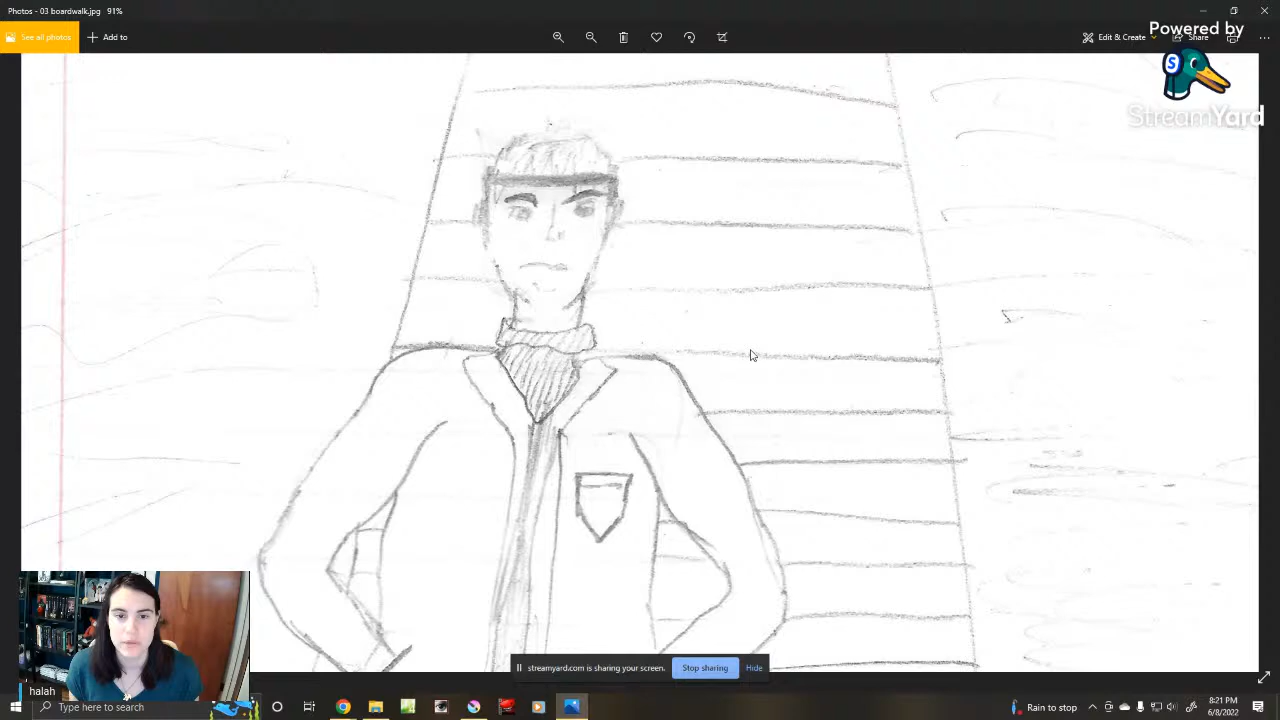 Photos - 03 boardwalk.jpg 91%
See all photos
Add to
Edit & Create
Share
Powered by
S
StreamYard
hahah
streamyard.com is sharing your screen.
Stop sharing
Hide
Type here to search
Rain to stop
8:21 PM
6/8/2022